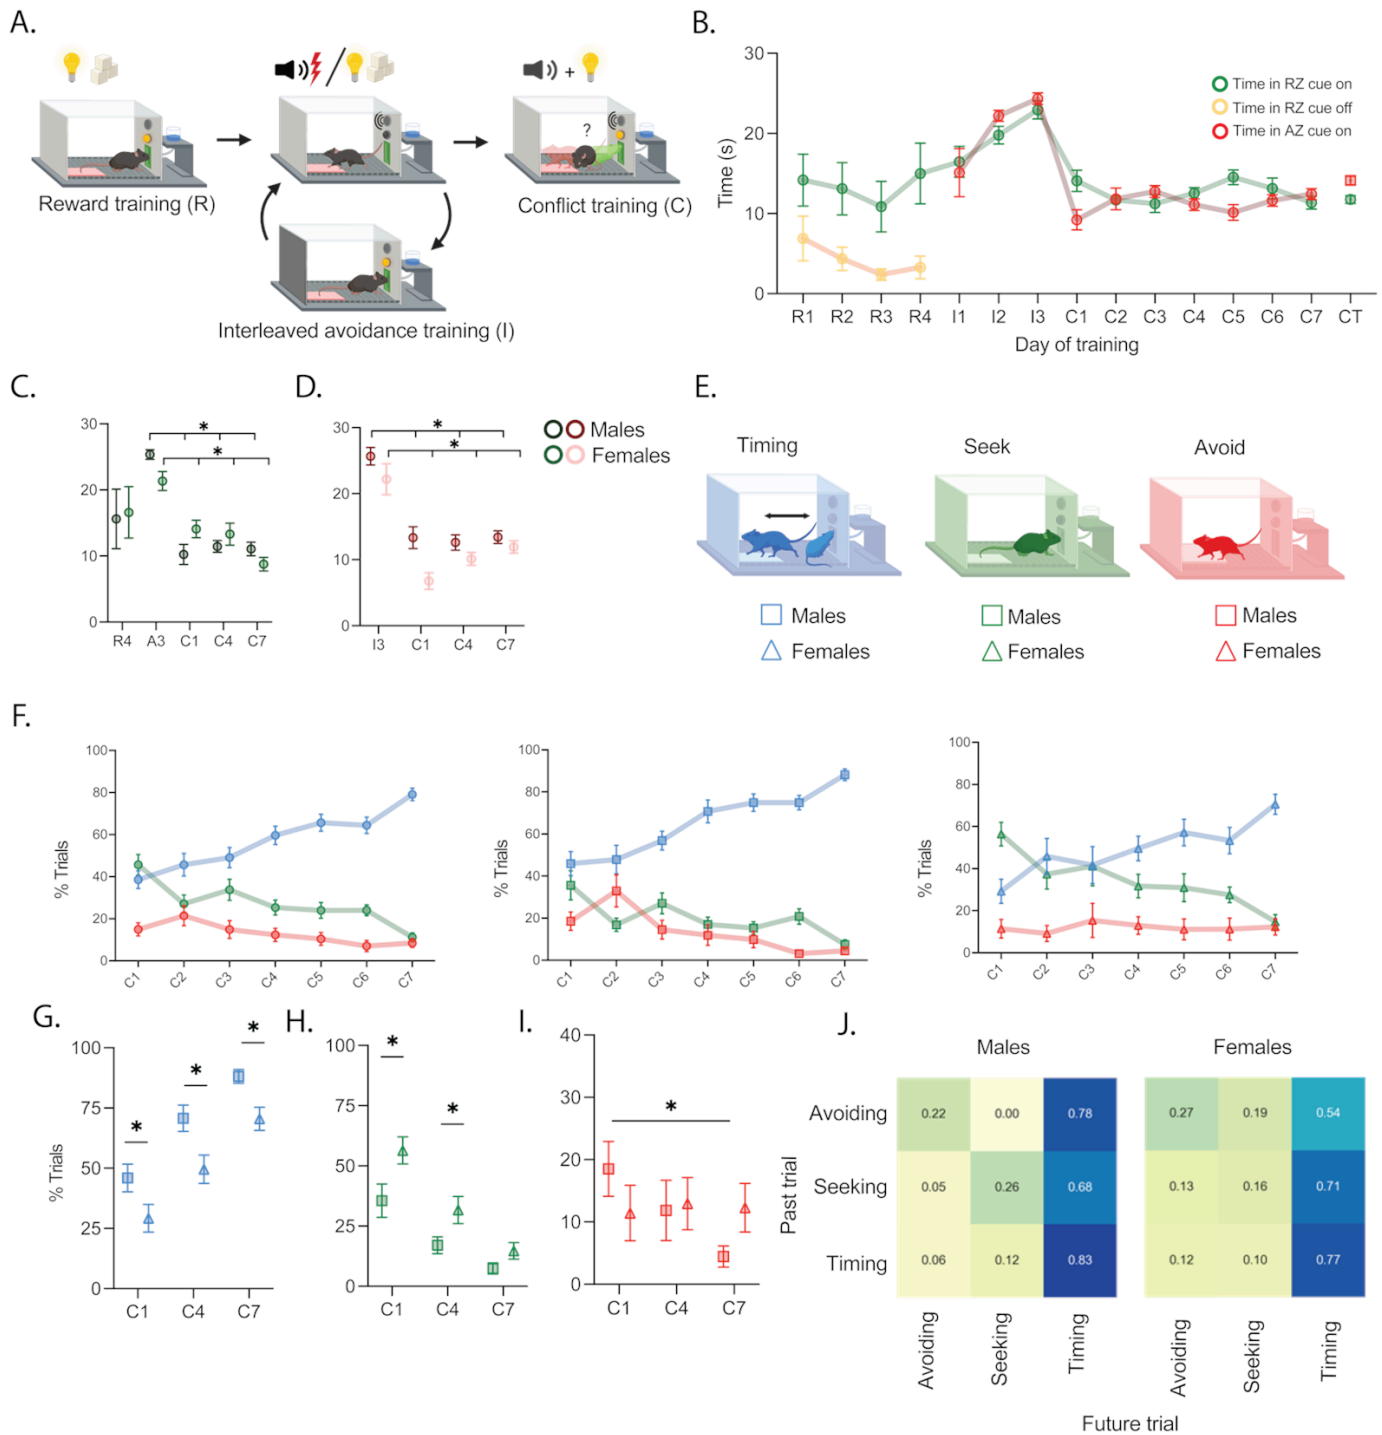 A.
B.
?
Reward training (R)
Conflict training (C)
Interleaved avoidance training (I)
30
20
10
0
Time (s)
Time in RZ cue on
Time in RZ cue off
Time in AZ cue on
R1 R2 R3 R4 I1 I2 I3 C1 C2 C3 C4 C5 C6 C7 CT
Day of training
C.
30
20
10
0
*
*
R4 A3 C1 C4 C7
D.
30
20
10
0
*
*
I3 C1 C4 C7
Males
Females
E.
Timing Seek Avoid
Males Males Males
Females Females Females
F.
100
80
60
40
20
0
% Trials
C1 C2 C3 C4 C5 C6 C7
100
80
60
40
20
0
% Trials
C1 C2 C3 C4 C5 C6 C7
100
80
60
40
20
0
% Trials
C1 C2 C3 C4 C5 C6 C7
G.
100
75
50
25
0
% Trials
* * *
C1 C4 C7
H.
100
75
50
25
0
* *
C1 C4 C7
I.
40
30
20
10
0
*
C1 C4 C7
J.
Males Females
Past trial
Avoiding 0.22 0.00 0.78 0.27 0.19 0.54
Seeking 0.05 0.26 0.68 0.13 0.16 0.71
Timing 0.06 0.12 0.83 0.12 0.10 0.77
Avoiding Seeking Timing Avoiding Seeking Timing
Future trial